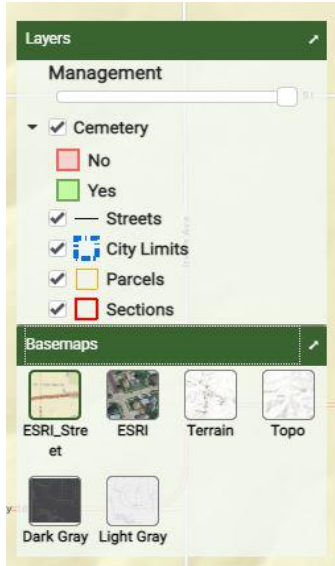 Layers
Management
Cemetery
No
Yes
Streets
City Limits
Parcels
Sections
Basemaps
ESRI_Stre
et
ESRI
Terrain
Topo
Dark Gray
Light Gray